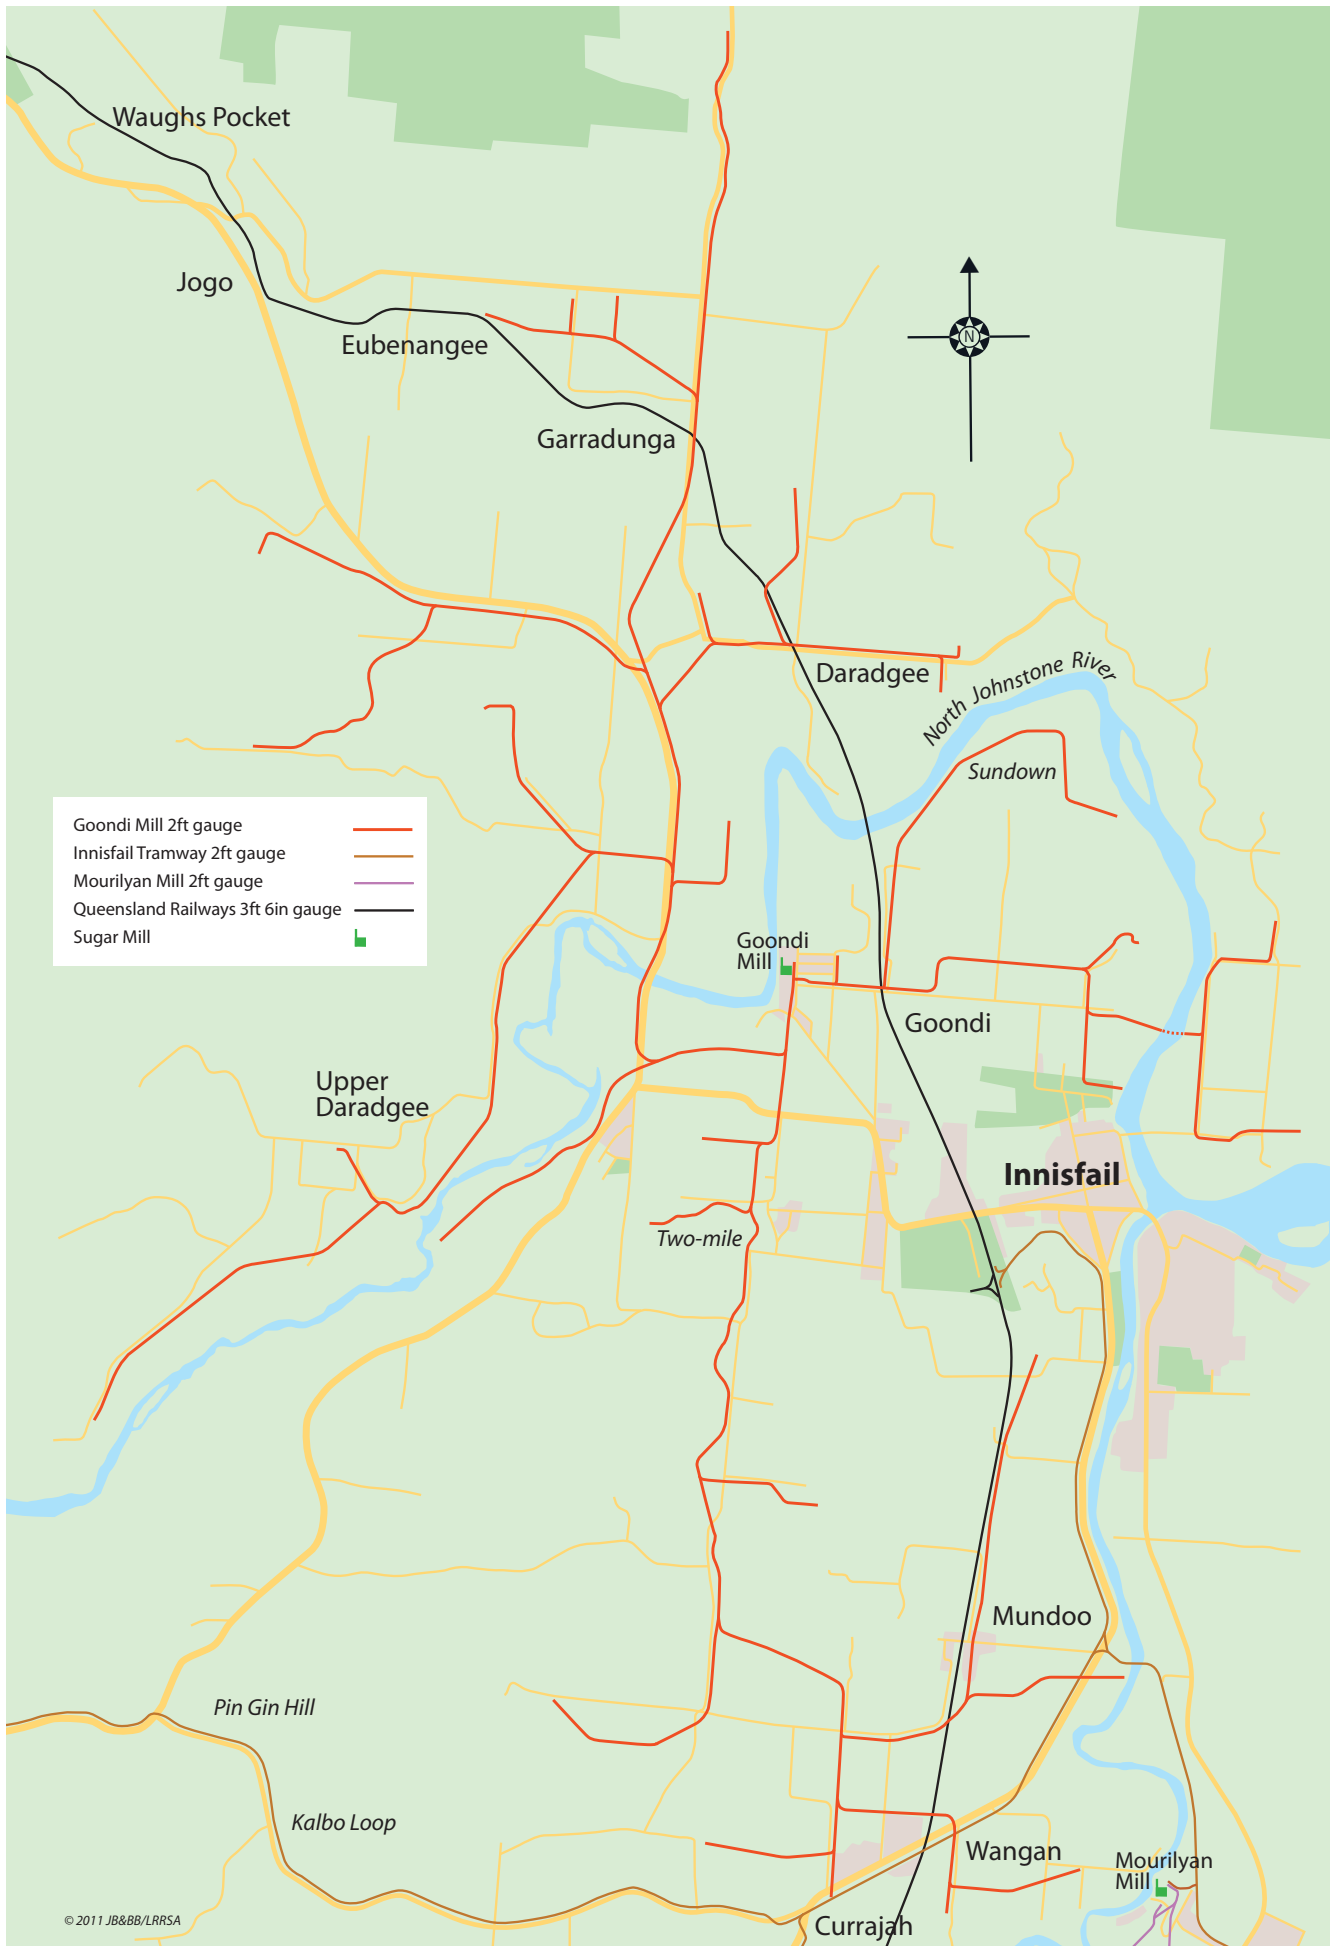 Waughs Pocket
Jogo
N
Eubenangee
Garradunga
Daradgee
North Johnstone River
Sundown
Goondi Mill 2ft gauge
Innisfail Tramway 2ft gauge
Mourilyan Mill 2ft gauge
Queensland Railways 3ft 6in gauge
Sugar Mill
Goondi
Mill
Goondi
Upper
Daradgee
Innisfail
Two-mile
Mundoo
Pin Gin Hill
Kalbo Loop
Wangan
Mourilyan
Mill
© 2011 JB&BB/LRRSA
Currajah